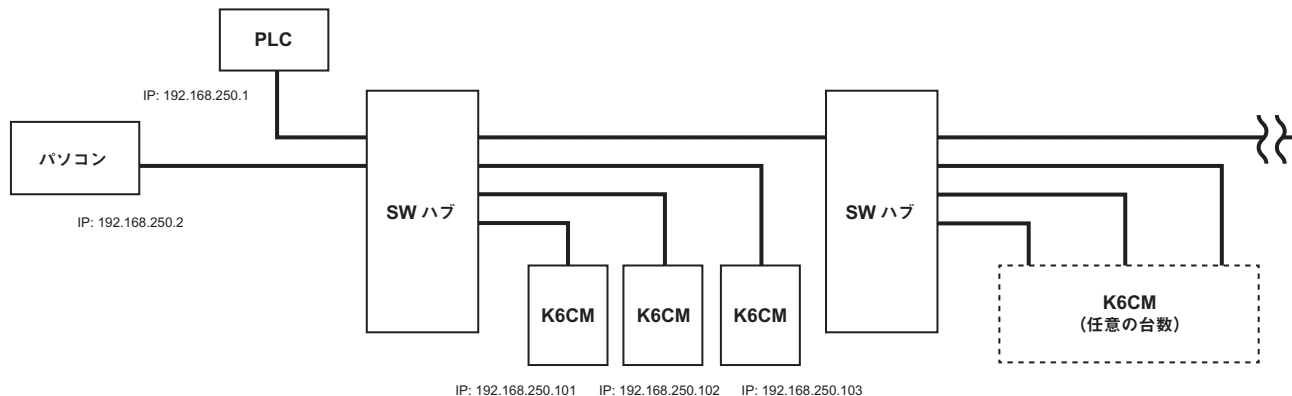 PLC
IP: 192.168.250.1
パソコン
IP: 192.168.250.2
SW ハブ
SW ハブ
K6CM
K6CM
K6CM
K6CM
(任意の台数)
IP: 192.168.250.101
IP: 192.168.250.102
IP: 192.168.250.103